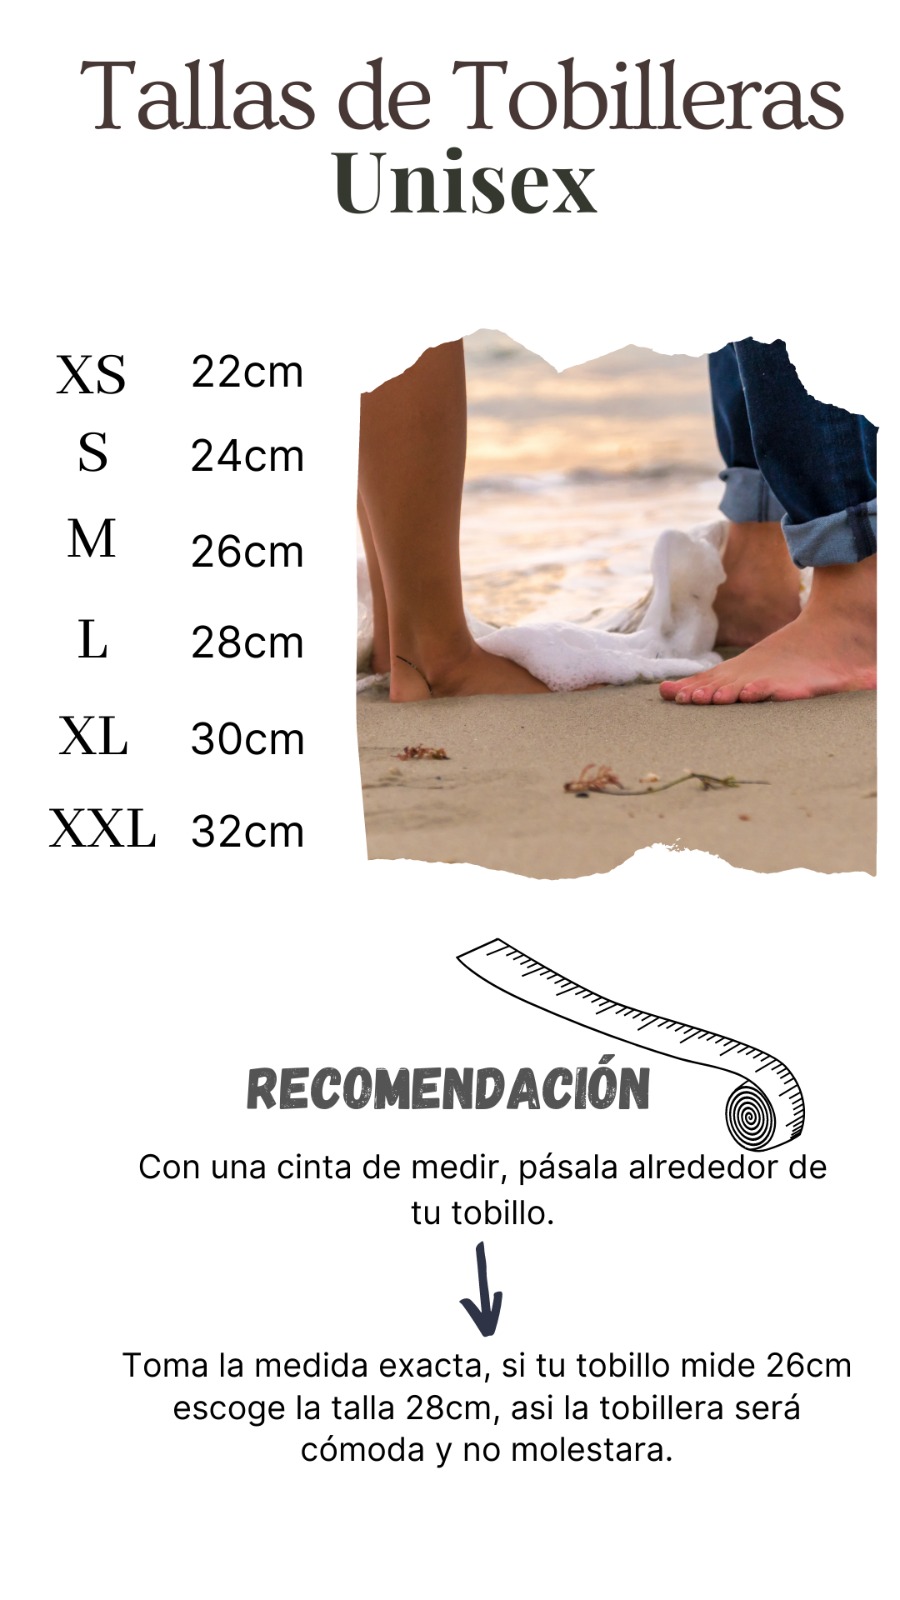 Tallas de Tobilleras
Unisex
XS 22cm
S 24cm
M 26cm
L 28cm
XL 30cm
XXL 32cm
RECOMENDACIÓN
Con una cinta de medir, pásala alrededor de
tu tobillo.
Toma la medida exacta, si tu tobillo mide 26cm
escoge la talla 28cm, asi la tobillera será
cómoda y no molestara.